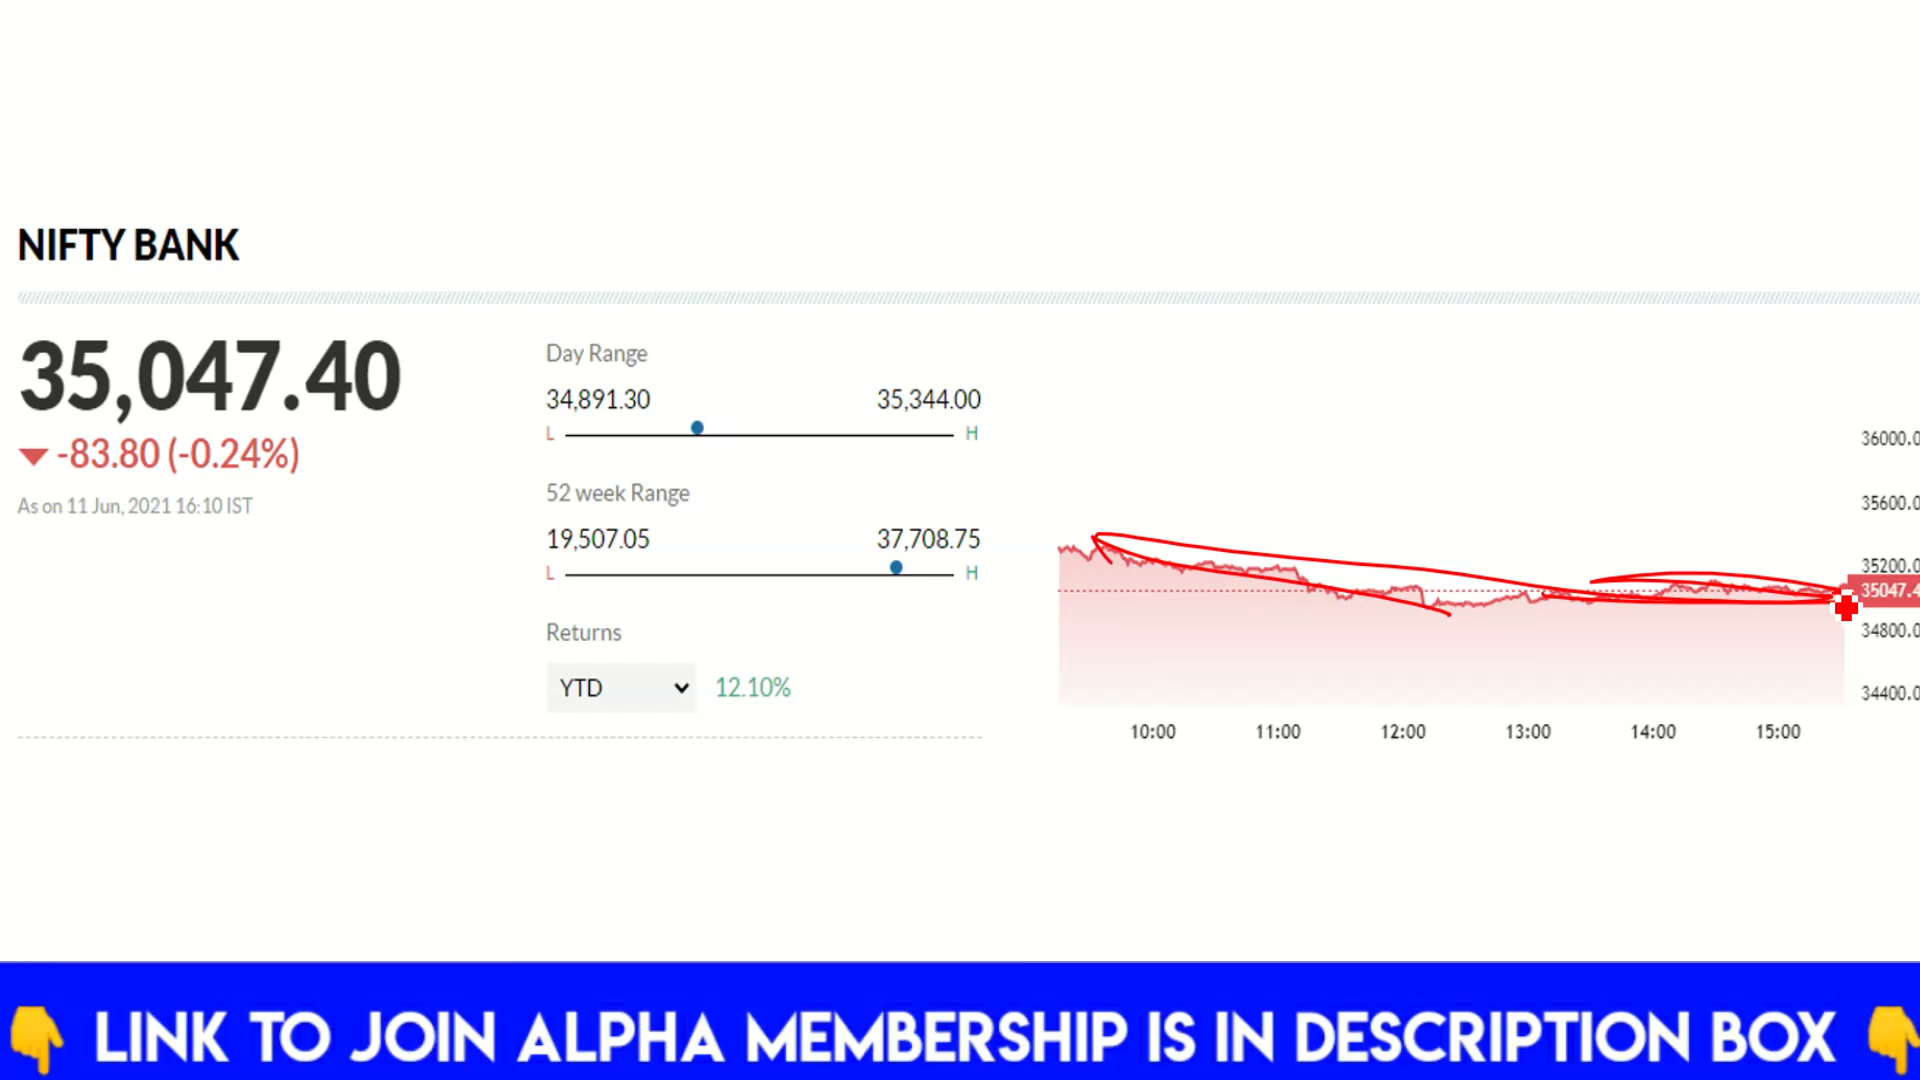 NIFTY BANK
35,047.40
-83.80 (-0.24%)
As on 11 Jun, 2021 16:10 IST
Day Range
34,891.30 35,344.00
L H
52 week Range
19,507.05 37,708.75
L H
Returns
YTD 12.10%
36000.0
35600.0
35200.0
35047.4
34800.0
34400.0
10:00 11:00 12:00 13:00 14:00 15:00
LINK TO JOIN ALPHA MEMBERSHIP IS IN DESCRIPTION BOX